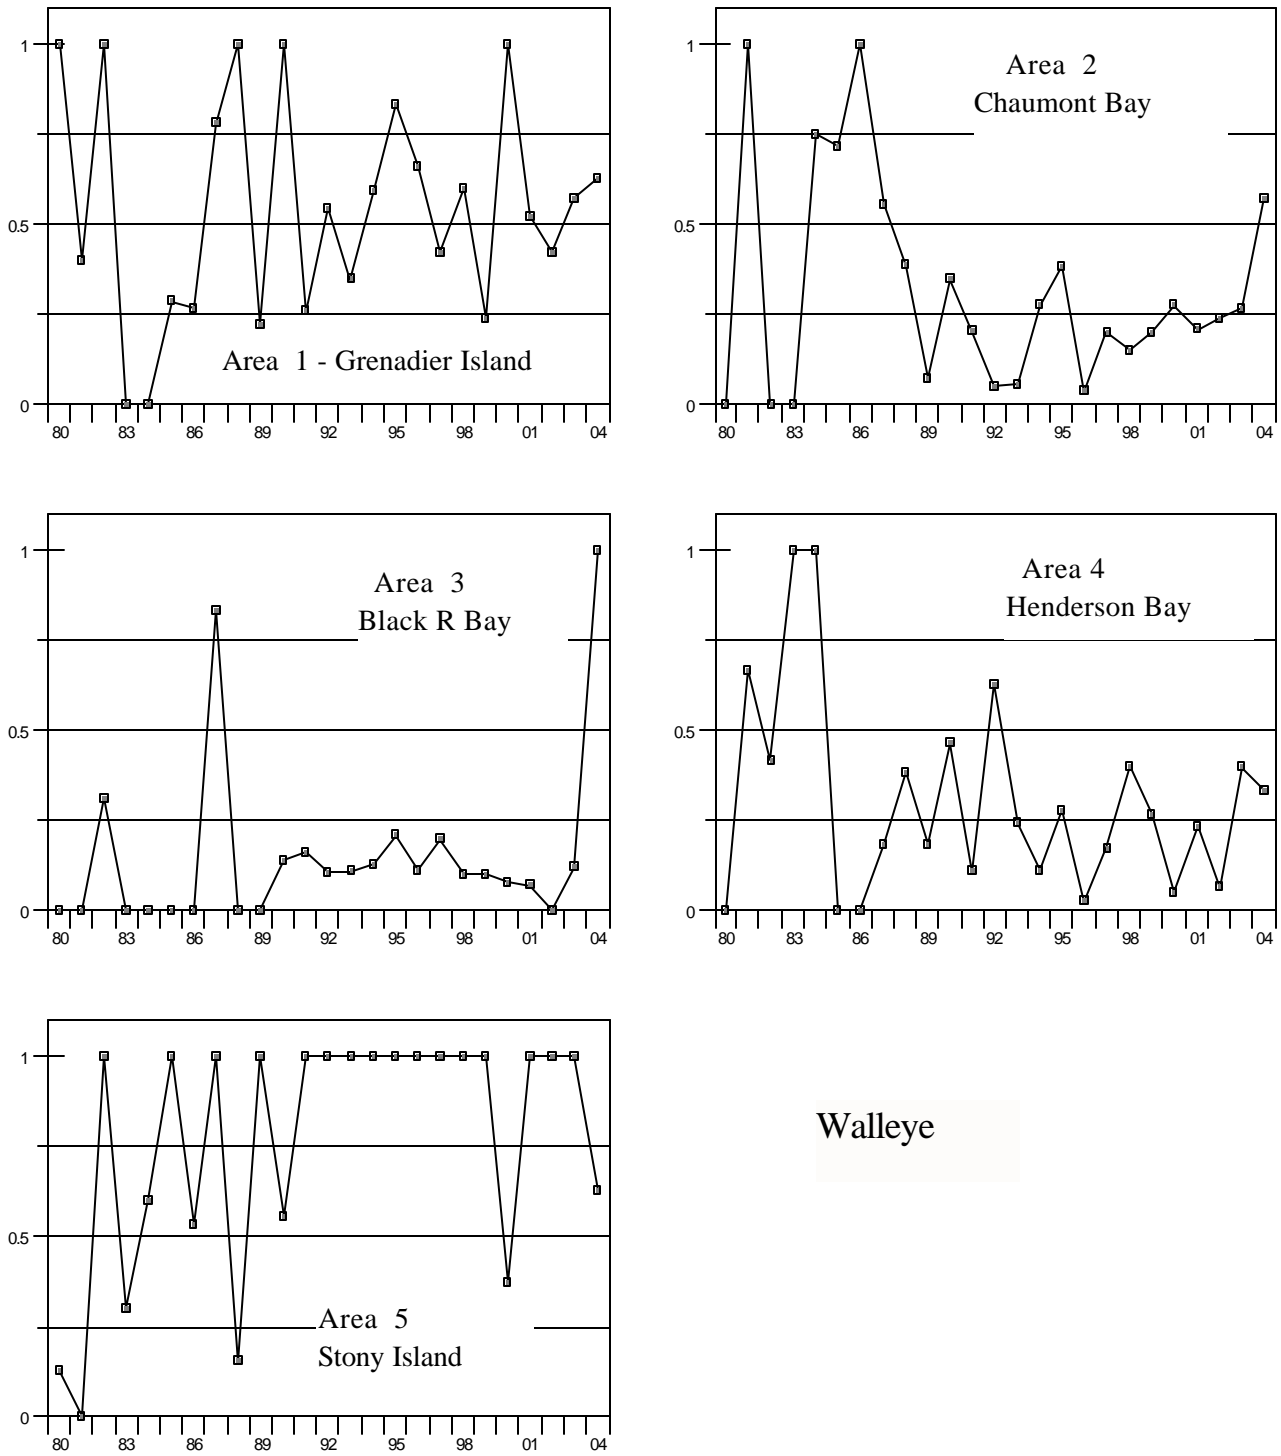 1
0.5
0
80 83 86 89 92 95 98 01 04
Area 1 - Grenadier Island
1
0.5
0
80 83 86 89 92 95 98 01 04
Area 2
Chaumont Bay
1
0.5
0
80 83 86 89 92 95 98 01 04
Area 3
Black R Bay
1
0.5
0
80 83 86 89 92 95 98 01 04
Area 4
Henderson Bay
1
0.5
0
80 83 86 89 92 95 98 01 04
Area 5
Stony Island
Walleye